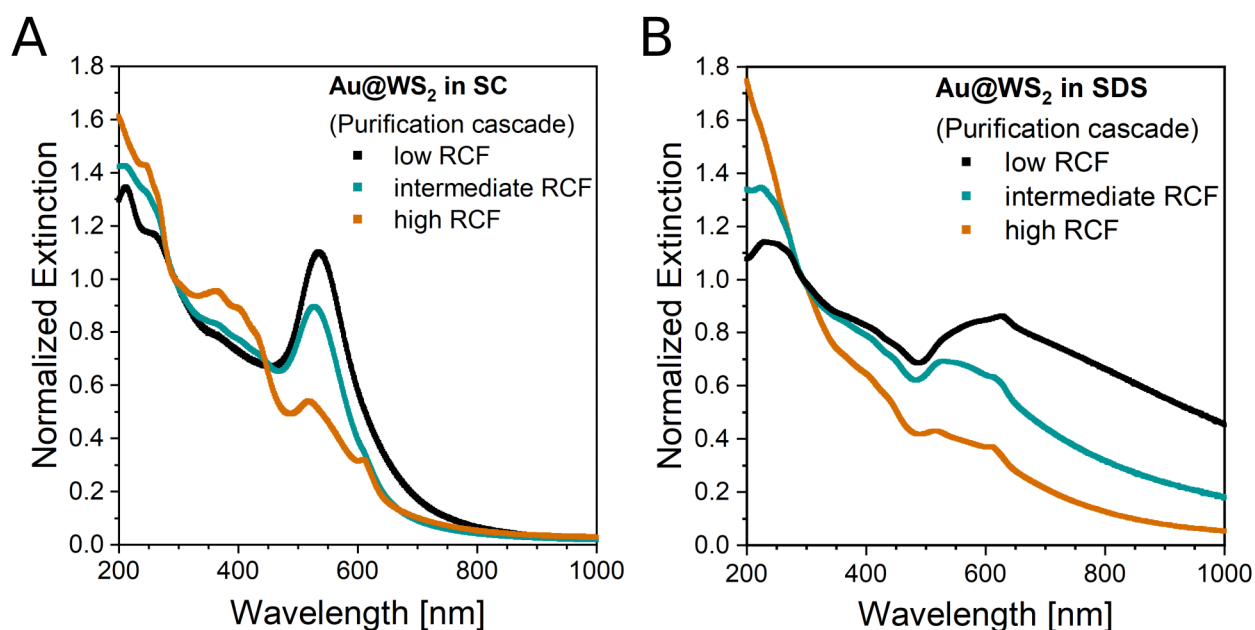 A
Au@WS₂ in SC
(Purification cascade)
low RCF
intermediate RCF
high RCF
Normalized Extinction
1.8
1.6
1.4
1.2
1.0
0.8
0.6
0.4
0.2
0.0
200
400
600
800
1000
Wavelength [nm]
B
Au@WS₂ in SDS
(Purification cascade)
low RCF
intermediate RCF
high RCF
Normalized Extinction
1.8
1.6
1.4
1.2
1.0
0.8
0.6
0.4
0.2
0.0
200
400
600
800
1000
Wavelength [nm]